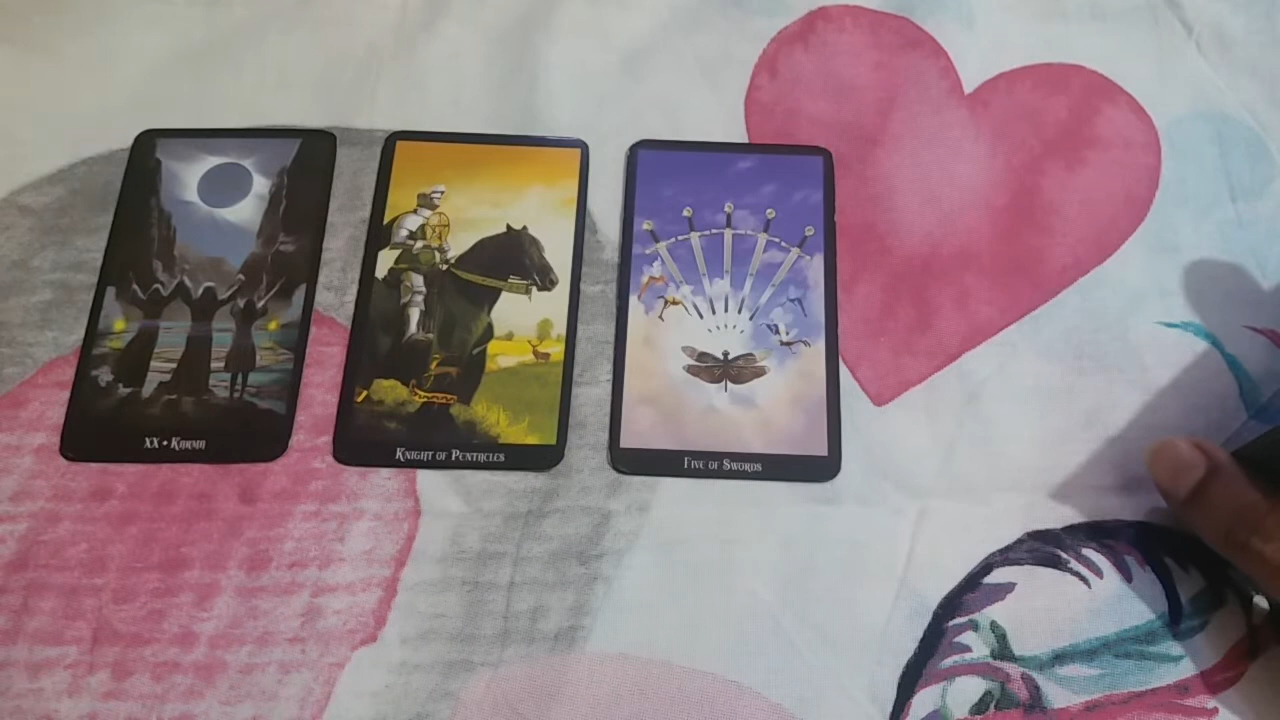 XX • Karma
Knight of Pentacles
Five of Swords